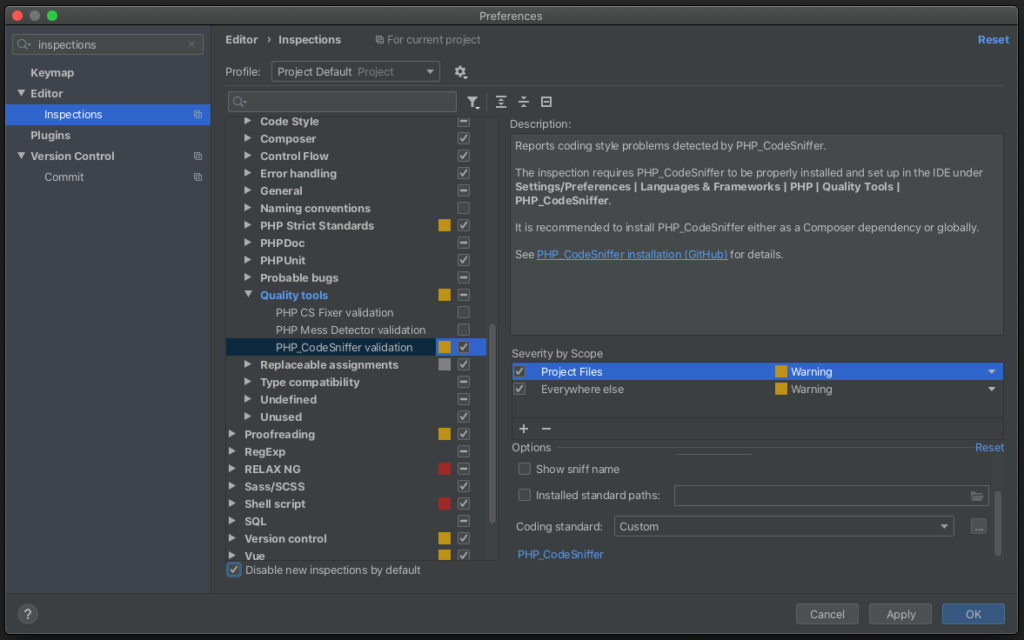 Preferences
inspections
Keymap
Editor
Inspections
Plugins
Version Control
Commit
Editor › Inspections For current project Reset
Profile: Project Default Project
Code Style
Composer
Control Flow
Error handling
General
Naming conventions
PHP Strict Standards
PHPDoc
PHPUnit
Probable bugs
Quality tools
PHP CS Fixer validation
PHP Mess Detector validation
PHP_CodeSniffer validation
Replaceable assignments
Type compatibility
Undefined
Unused
Proofreading
RegExp
RELAX NG
Sass/SCSS
Shell script
SQL
Version control
Vue
Disable new inspections by default
Description:
Reports coding style problems detected by PHP_CodeSniffer.
The inspection requires PHP_CodeSniffer to be properly installed and set up in the IDE under
Settings/Preferences | Languages & Frameworks | PHP | Quality Tools |
PHP_CodeSniffer.
It is recommended to install PHP_CodeSniffer either as a Composer dependency or globally.
See PHP_CodeSniffer installation (GitHub) for details.
Severity by Scope
Project Files Warning
Everywhere else Warning
Options Reset
Show sniff name
Installed standard paths:
Coding standard: Custom ...
PHP_CodeSniffer
? Cancel Apply OK